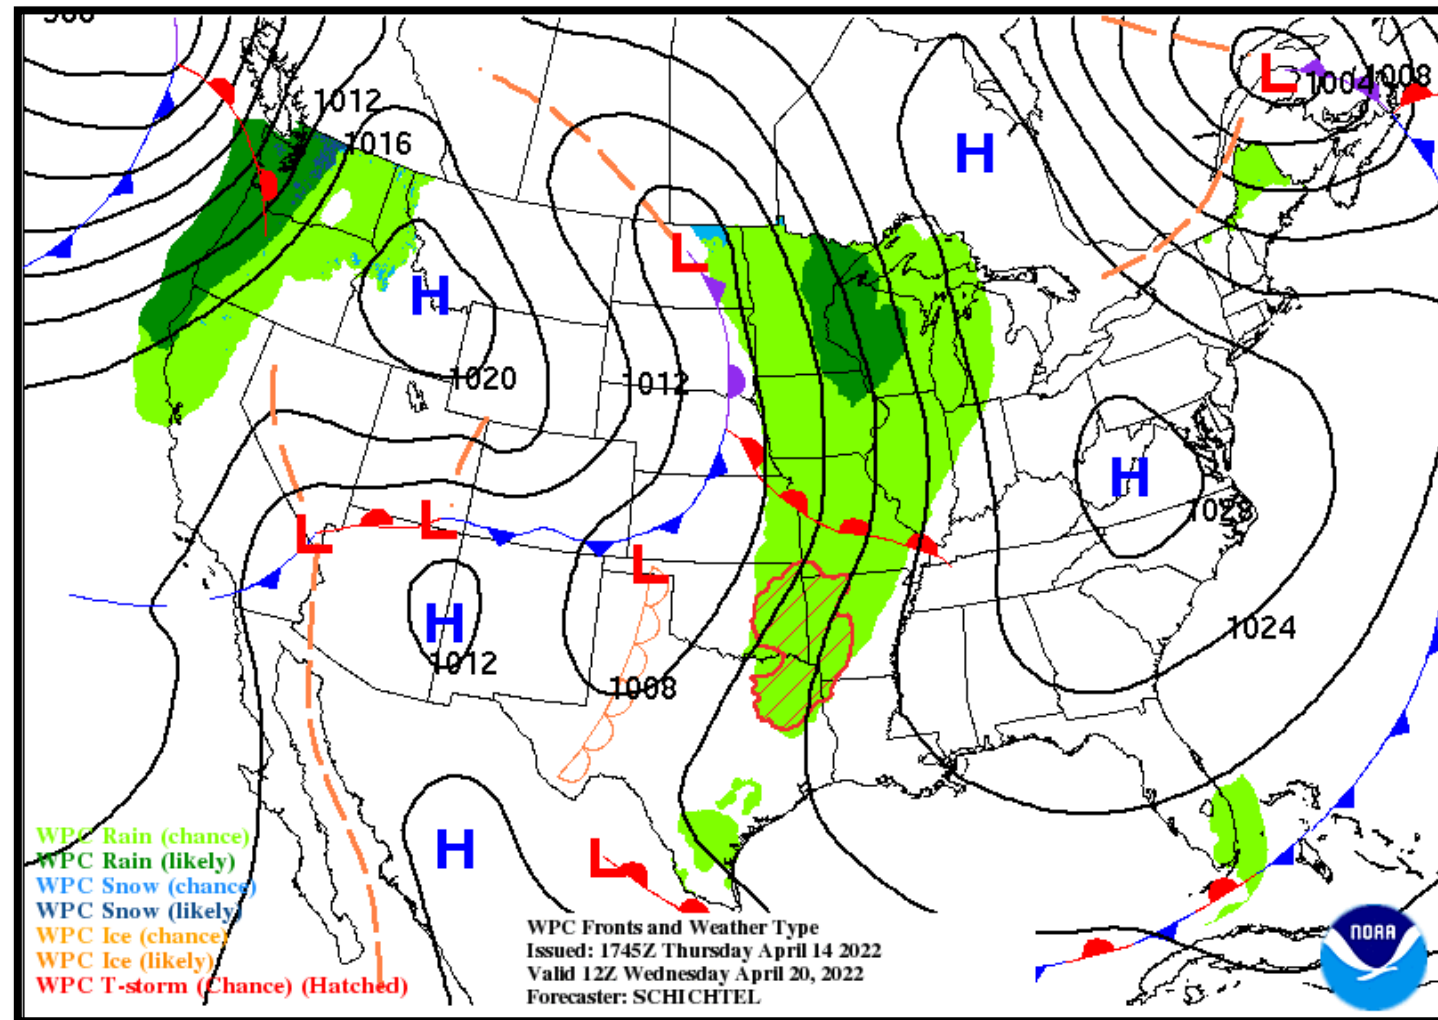 1012
1016
1004
1008
L
H
L
H
1020
1012
H
1028
L
L
L
H
1012
1008
1024
H
L
WPC Rain (chance)
WPC Rain (likely)
WPC Snow (chance)
WPC Snow (likely)
WPC Ice (chance)
WPC Ice (likely)
WPC T-storm (Chance) (Hatched)
WPC Fronts and Weather Type
Issued: 1745Z Thursday April 14 2022
Valid 12Z Wednesday April 20, 2022
Forecaster: SCHICHTEL
NOAA